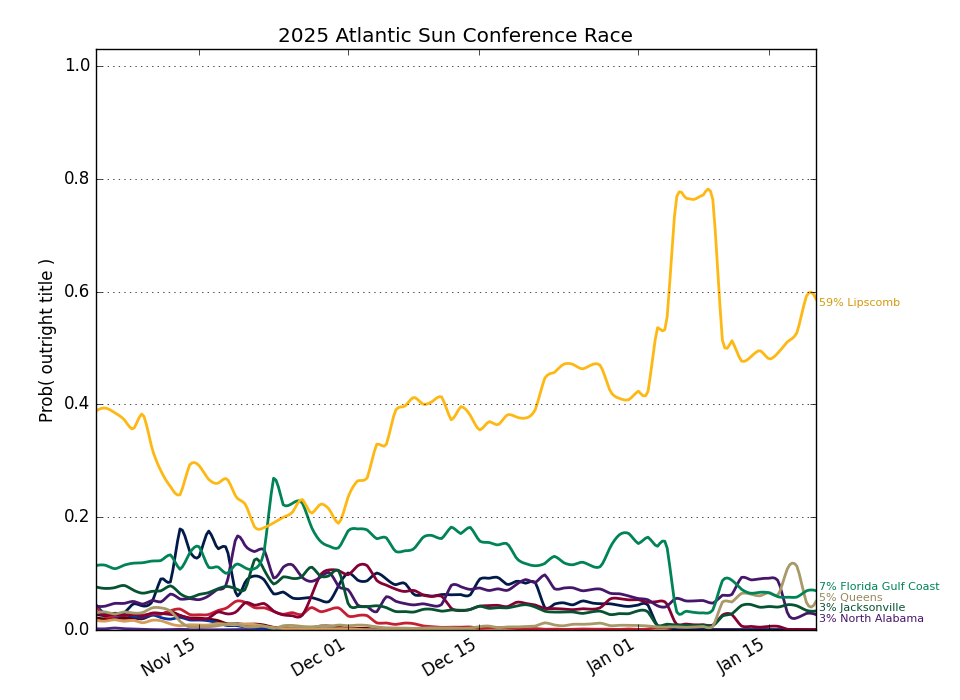 2025 Atlantic Sun Conference Race
Prob( outright title )
1.0
0.8
0.6
0.4
0.2
0.0
59% Lipscomb
7% Florida Gulf Coast
5% Queens
3% Jacksonville
3% North Alabama
Nov 15
Dec 01
Dec 15
Jan 01
Jan 15